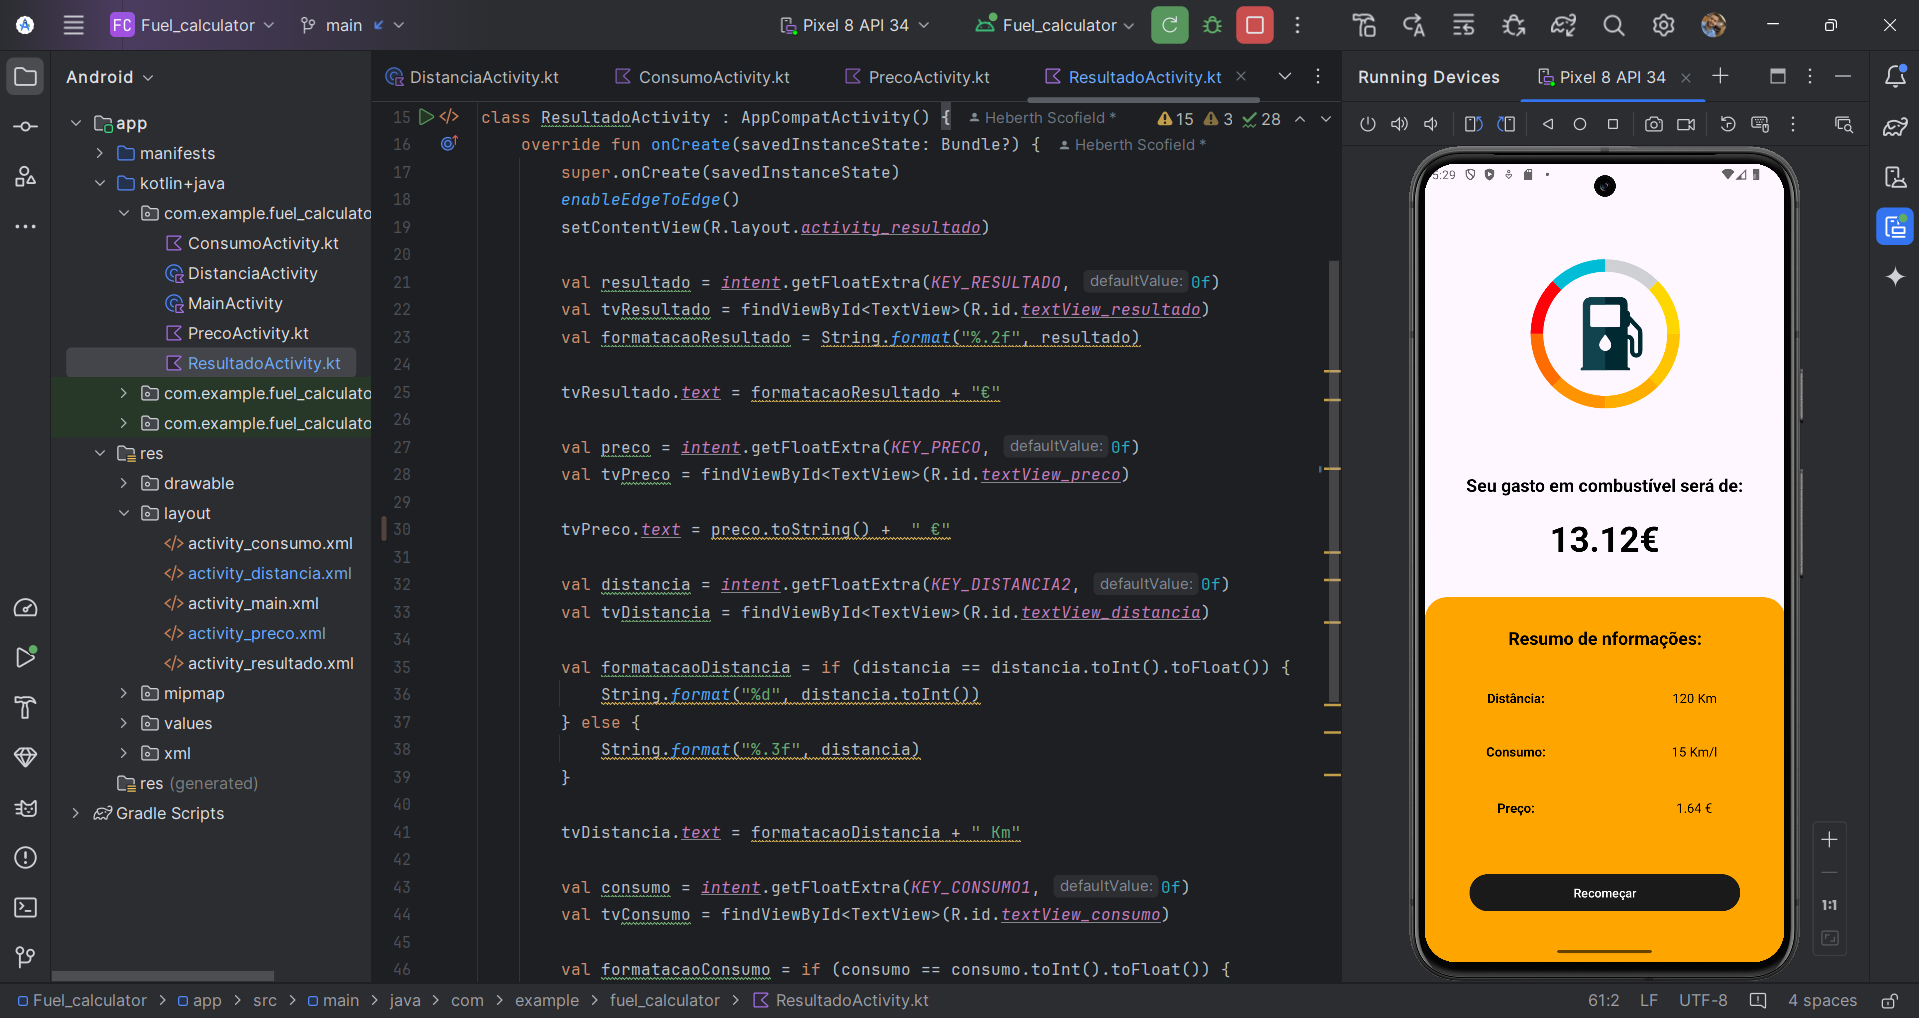 FC Fuel_calculator
main
Pixel 8 API 34
Fuel_calculator
Android
DistanciaActivity.kt
ConsumoActivity.kt
PrecoActivity.kt
ResultadoActivity.kt
Running Devices
Pixel 8 API 34
app
manifests
kotlin+java
com.example.fuel_calculato
ConsumoActivity.kt
DistanciaActivity
MainActivity
PrecoActivity.kt
ResultadoActivity.kt
com.example.fuel_calculato
com.example.fuel_calculato
res
drawable
layout
activity_consumo.xml
activity_distancia.xml
activity_main.xml
activity_preco.xml
activity_resultado.xml
mipmap
values
xml
res (generated)
Gradle Scripts
15 class ResultadoActivity : AppCompatActivity() { Heberth Scofield * 15 3 28
16 override fun onCreate(savedInstanceState: Bundle?) { Heberth Scofield *
17 super.onCreate(savedInstanceState)
18 enableEdgeToEdge()
19 setContentView(R.layout.activity_resultado)
20
21 val resultado = intent.getFloatExtra(KEY_RESULTADO, defaultValue: 0f)
22 val tvResultado = findViewById<TextView>(R.id.textView_resultado)
23 val formatacaoResultado = String.format("%.2f", resultado)
24
25 tvResultado.text = formatacaoResultado + "€"
26
27 val preco = intent.getFloatExtra(KEY_PRECO, defaultValue: 0f)
28 val tvPreco = findViewById<TextView>(R.id.textView_preco)
29
30 tvPreco.text = preco.toString() + " €"
31
32 val distancia = intent.getFloatExtra(KEY_DISTANCIA2, defaultValue: 0f)
33 val tvDistancia = findViewById<TextView>(R.id.textView_distancia)
34
35 val formatacaoDistancia = if (distancia == distancia.toInt().toFloat()) {
36 String.format("%d", distancia.toInt())
37 } else {
38 String.format("%.3f", distancia)
39 }
40
41 tvDistancia.text = formatacaoDistancia + " Km"
42
43 val consumo = intent.getFloatExtra(KEY_CONSUMO1, defaultValue: 0f)
44 val tvConsumo = findViewById<TextView>(R.id.textView_consumo)
45
46 val formatacaoConsumo = if (consumo == consumo.toInt().toFloat()) {
5:29
Seu gasto em combustível será de:
13.12€
Resumo de nformações:
Distância: 120 Km
Consumo: 15 Km/l
Preço: 1.64 €
Recomeçar
1:1
Fuel_calculator > app > src > main > java > com > example > fuel_calculator > ResultadoActivity.kt
61:2 LF UTF-8 4 spaces